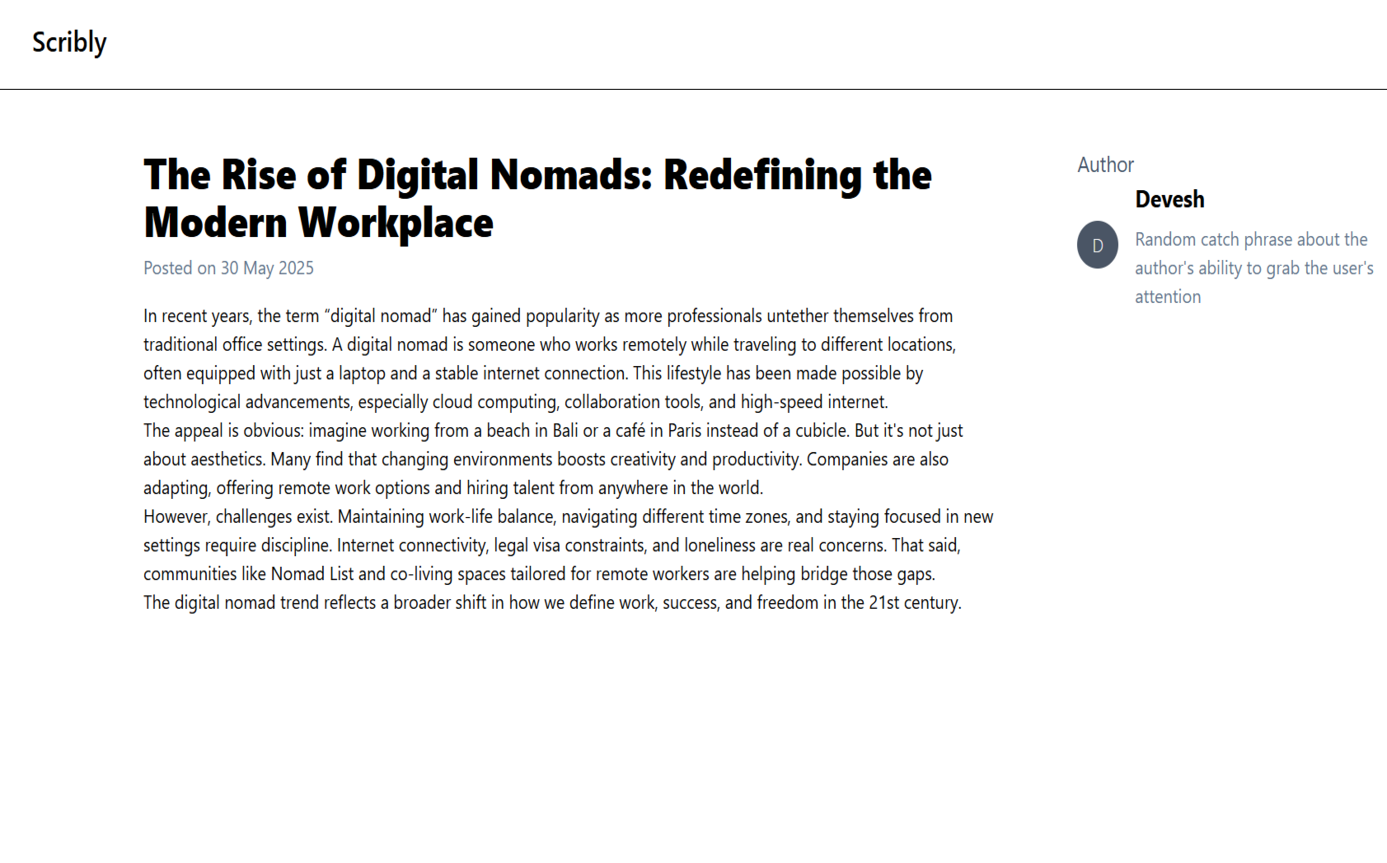 Scribly
The Rise of Digital Nomads: Redefining the
Modern Workplace
Posted on 30 May 2025
In recent years, the term “digital nomad” has gained popularity as more professionals untether themselves from
traditional office settings. A digital nomad is someone who works remotely while traveling to different locations,
often equipped with just a laptop and a stable internet connection. This lifestyle has been made possible by
technological advancements, especially cloud computing, collaboration tools, and high-speed internet.
The appeal is obvious: imagine working from a beach in Bali or a café in Paris instead of a cubicle. But it's not just
about aesthetics. Many find that changing environments boosts creativity and productivity. Companies are also
adapting, offering remote work options and hiring talent from anywhere in the world.
However, challenges exist. Maintaining work-life balance, navigating different time zones, and staying focused in new
settings require discipline. Internet connectivity, legal visa constraints, and loneliness are real concerns. That said,
communities like Nomad List and co-living spaces tailored for remote workers are helping bridge those gaps.
The digital nomad trend reflects a broader shift in how we define work, success, and freedom in the 21st century.
Author
Devesh
D
Random catch phrase about the
author's ability to grab the user's
attention